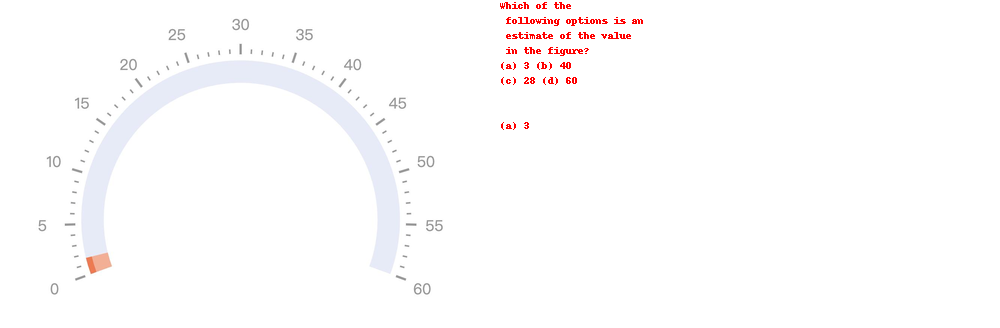 30
25
35
20
40
15
45
10
50
5
55
0
60
Which of the
following options is an
estimate of the value
in the figure?
(a) 3 (b) 40
(c) 28 (d) 60
(a) 3